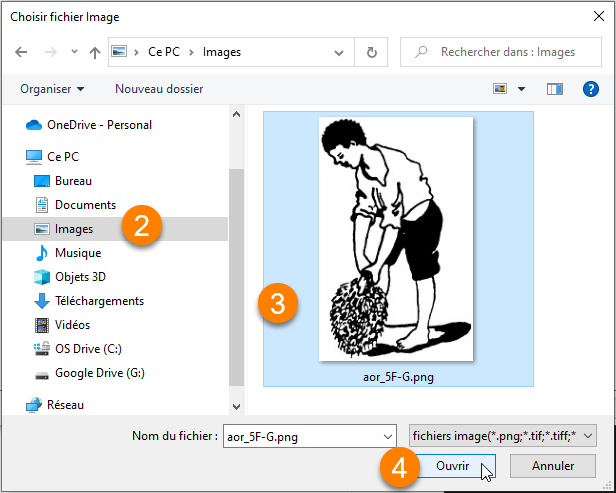 Choisir fichier Image
Ce PC > Images
Rechercher dans : Images
Organiser
Nouveau dossier
?
OneDrive - Personal
Ce PC
Bureau
Documents
Images
2
Musique
Objets 3D
Téléchargements
Vidéos
OS Drive (C:)
Google Drive (G:)
Réseau
3
aor_5F-G.png
Nom du fichier :
aor_5F-G.png
fichiers image(*.png;*.tif;*.tiff;*
4
Ouvrir
Annuler